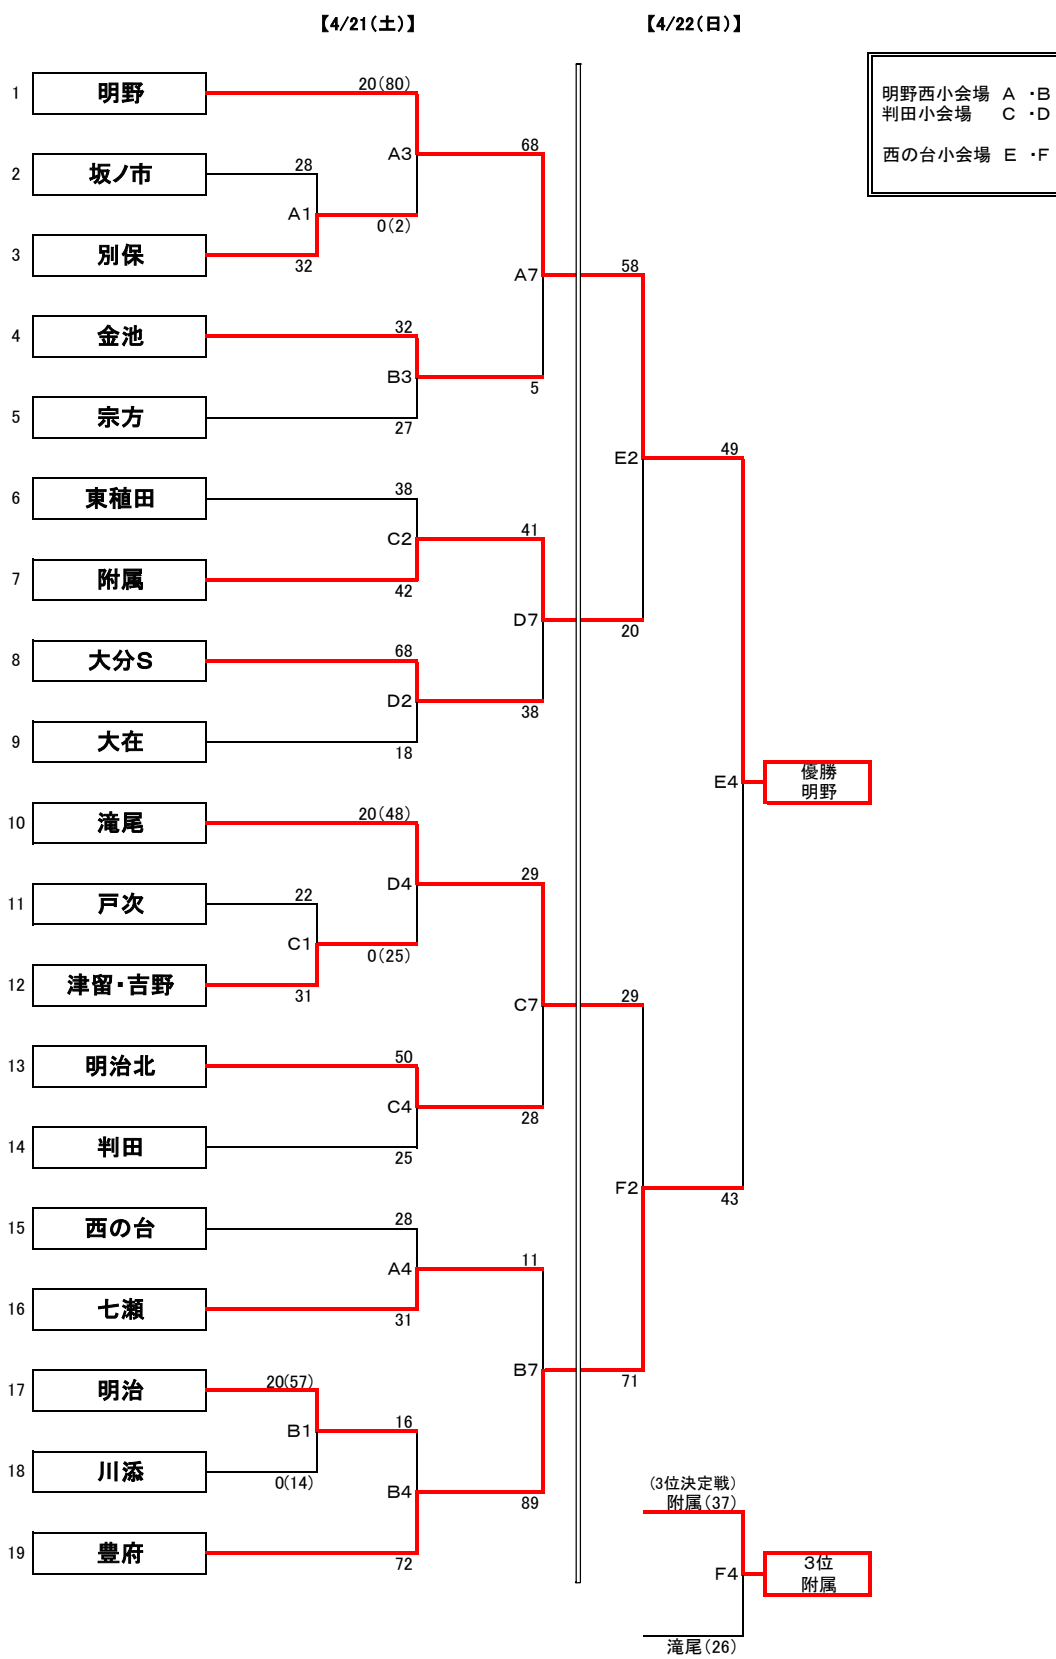 【4/21(土)】
【4/22(日)】
明野西小会場 A ・B
判田小会場 C ・D
西の台小会場 E ・F
1 明野 20(80)
A3 68
2 坂ノ市 28
A1 0(2)
3 別保 32
A7 58
4 金池 32
B3 5
5 宗方 27
E2 49
6 東稙田 38
C2 41
7 附属 42
D7 20
8 大分S 68
D2 38
9 大在 18
E4 優勝
明野
10 滝尾 20(48)
D4 29
11 戸次 22
C1 0(25)
12 津留・吉野 31
C7 29
13 明治北 50
C4 28
14 判田 25
F2 43
15 西の台 28
A4 11
16 七瀬 31
B7 71
17 明治 20(57)
B1 16
18 川添 0(14)
B4 89
19 豊府 72
(3位決定戦)
附属(37)
F4 3位
附属
滝尾(26)